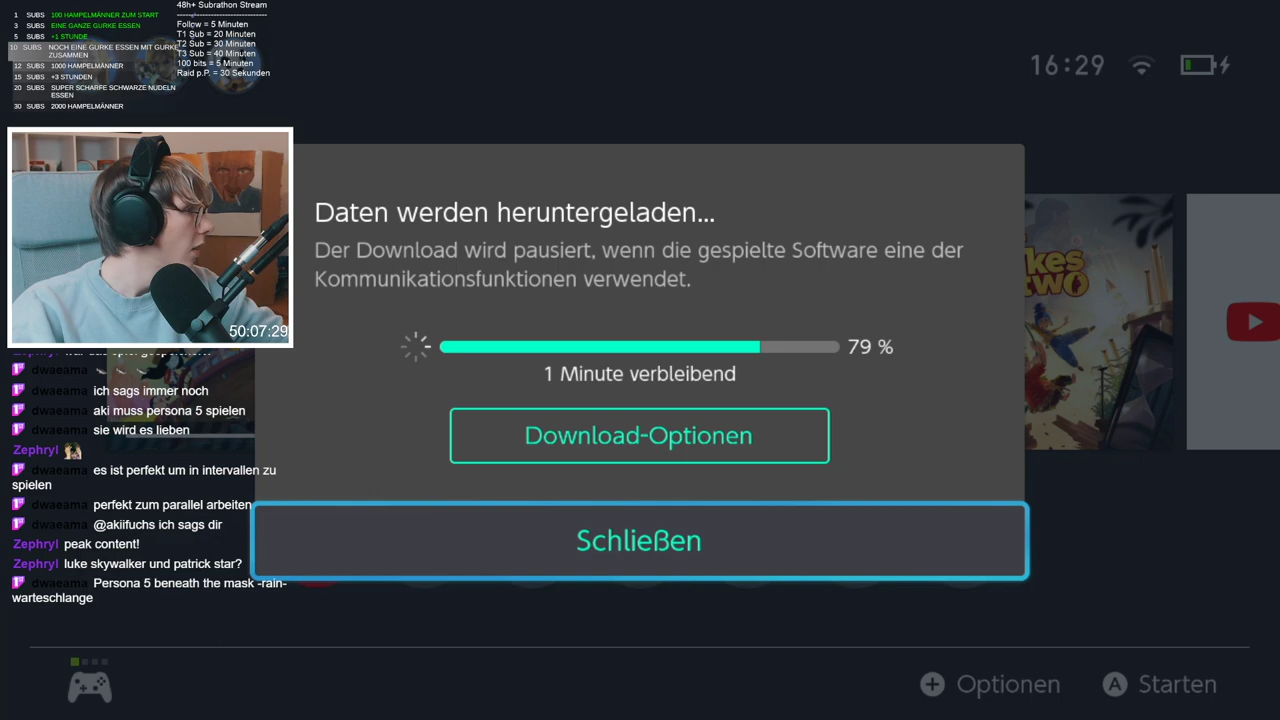 1 SUBS 100 HAMPELMÄNNER ZUM START
3 SUBS EINE GANZE GURKE ESSEN
5 SUBS +1 STUNDE
10 SUBS NOCH EINE GURKE ESSEN MIT GURKE
ZUSAMMEN
12 SUBS 1000 HAMPELMÄNNER
15 SUBS +3 STUNDEN
20 SUBS SUPER SCHARFE SCHWARZE NUDELN
ESSEN
30 SUBS 2000 HAMPELMÄNNER
48h+ Subrathon Stream
Follow = 5 Minuten
T1 Sub = 20 Minuten
T2 Sub = 30 Minuten
T3 Sub = 40 Minuten
100 bits = 5 Minuten
Raid p.P. = 30 Sekunden
16:29
50:07:29
Daten werden heruntergeladen...
Der Download wird pausiert, wenn die gespielte Software eine der
Kommunikationsfunktionen verwendet.
79 %
1 Minute verbleibend
Download-Optionen
Schließen
dwaeama
ich sags immer noch
aki muss persona 5 spielen
sie wird es lieben
Zephryl
dwaeama es ist perfekt um in intervallen zu
spielen
dwaeama perfekt zum parallel arbeiten
dwaeama @akiifuchs ich sags dir
Zephryl peak content!
Zephryl luke skywalker und patrick star?
dwaeama Persona 5 beneath the mask -rain-
warteschlange
TWO
Optionen
Starten